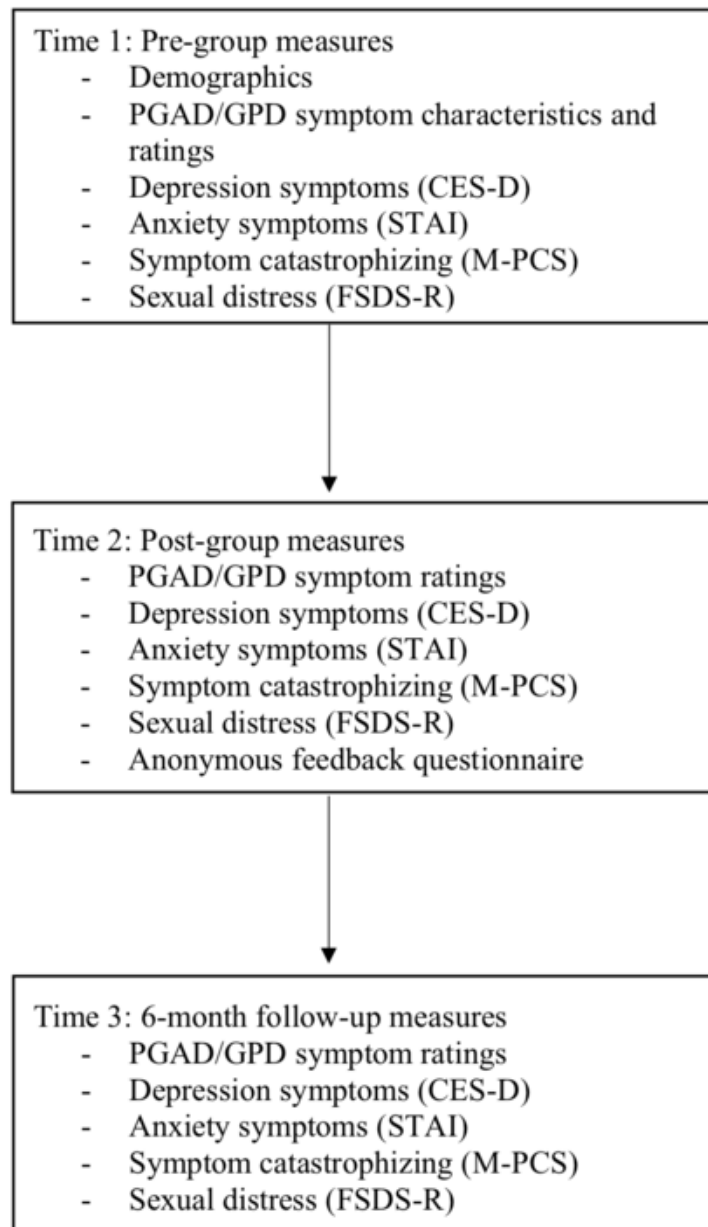 Time 1: Pre-group measures
- Demographics
- PGAD/GPD symptom characteristics and
ratings
- Depression symptoms (CES-D)
- Anxiety symptoms (STAI)
- Symptom catastrophizing (M-PCS)
- Sexual distress (FSDS-R)
Time 2: Post-group measures
- PGAD/GPD symptom ratings
- Depression symptoms (CES-D)
- Anxiety symptoms (STAI)
- Symptom catastrophizing (M-PCS)
- Sexual distress (FSDS-R)
- Anonymous feedback questionnaire
Time 3: 6-month follow-up measures
- PGAD/GPD symptom ratings
- Depression symptoms (CES-D)
- Anxiety symptoms (STAI)
- Symptom catastrophizing (M-PCS)
- Sexual distress (FSDS-R)